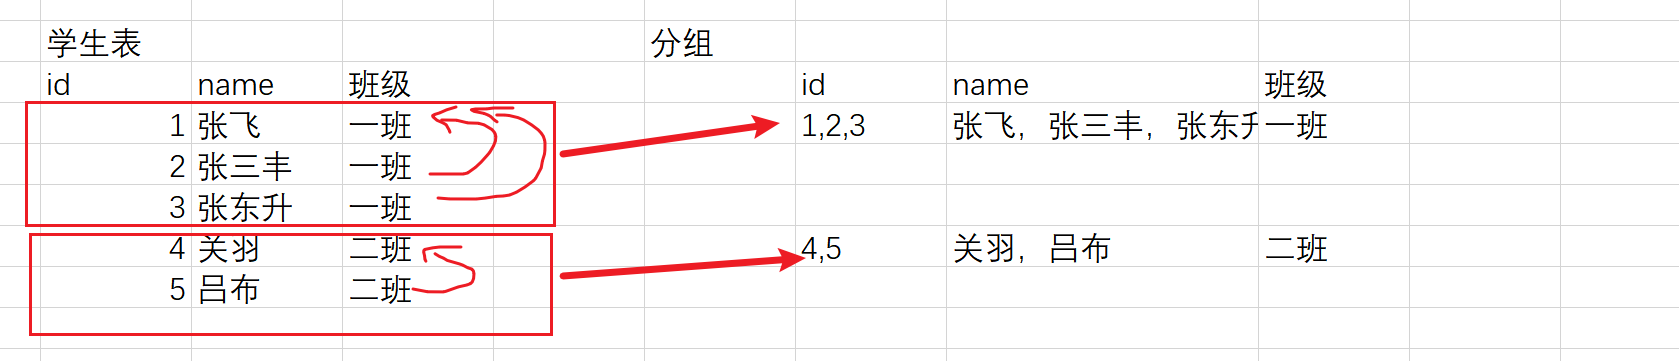 学生表 分组
id name 班级 id name 班级
1 张飞 一班 1,2,3 张飞，张三丰，张东升 一班
2 张三丰 一班
3 张东升 一班
4 关羽 二班 4,5 关羽，吕布 二班
5 吕布 二班